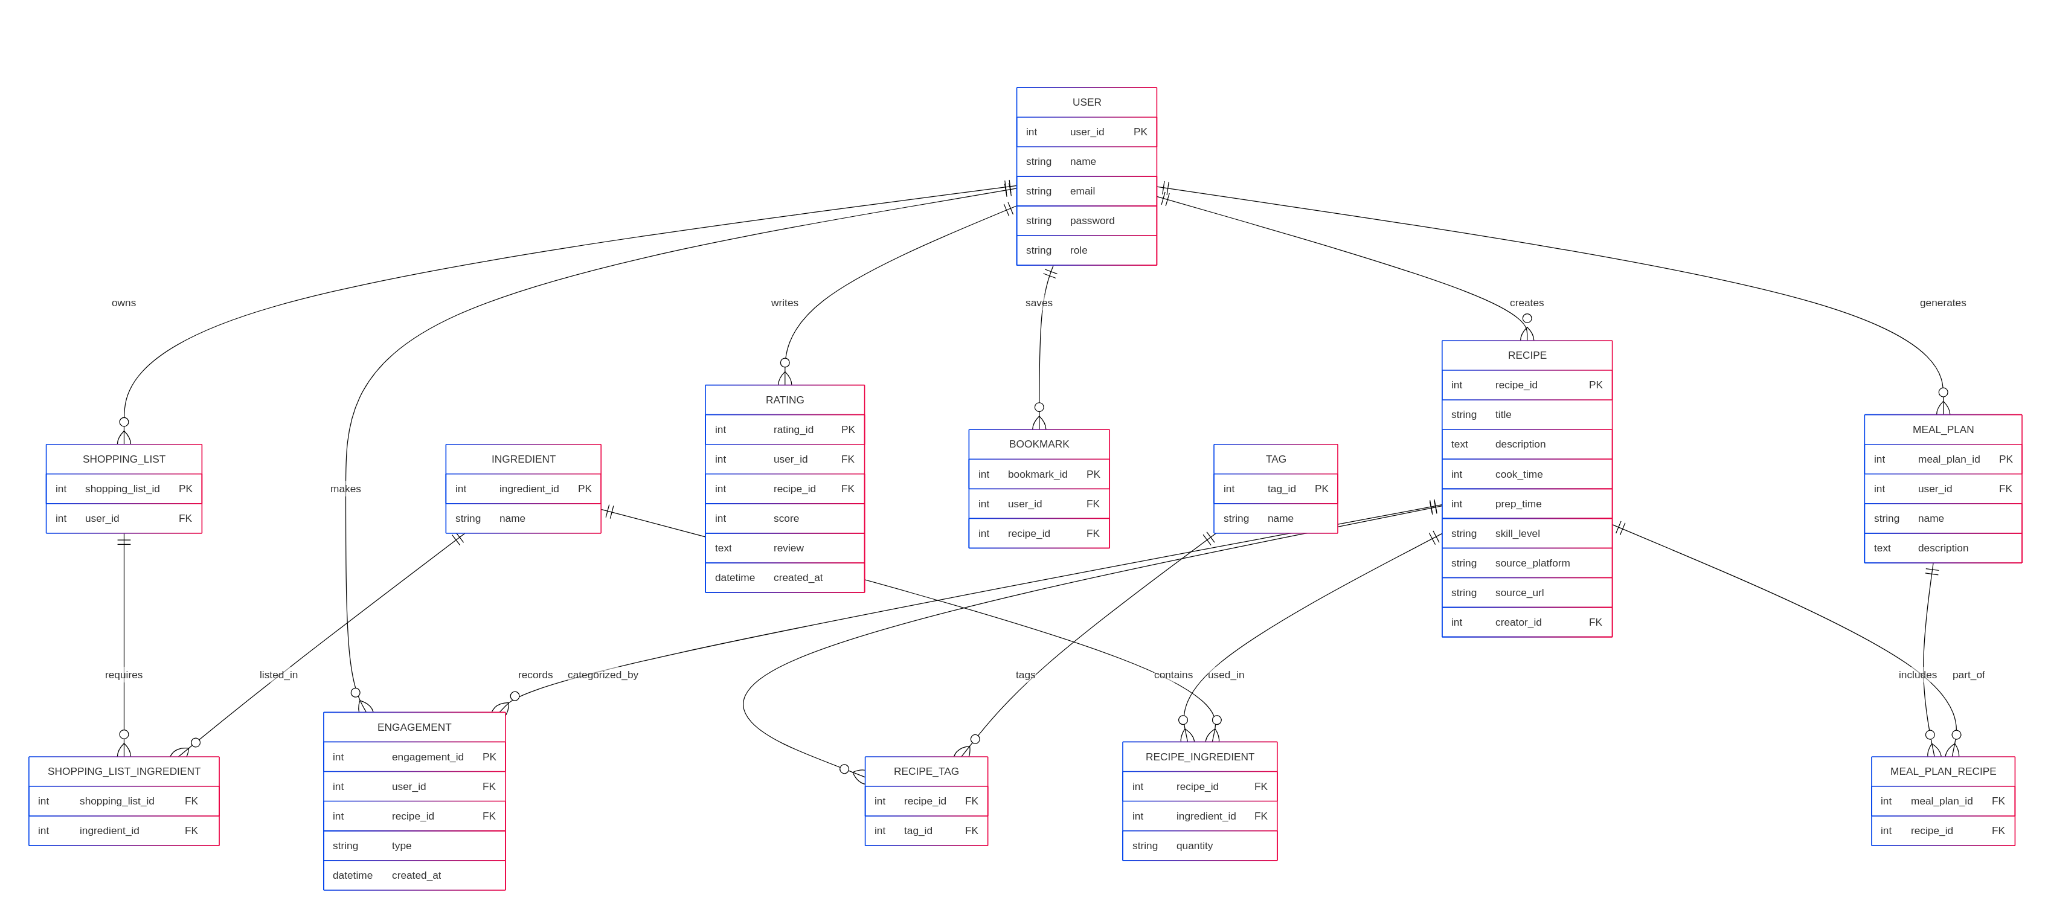 USER
int user_id PK
string name
string email
string password
string role
owns
writes
saves
creates
generates
RECIPE
int recipe_id PK
string title
text description
int cook_time
int prep_time
string skill_level
string source_platform
string source_url
int creator_id FK
RATING
int rating_id PK
int user_id FK
int recipe_id FK
int score
text review
datetime created_at
MEAL_PLAN
int meal_plan_id PK
int user_id FK
string name
text description
BOOKMARK
int bookmark_id PK
int user_id FK
int recipe_id FK
SHOPPING_LIST
int shopping_list_id PK
int user_id FK
INGREDIENT
int ingredient_id PK
string name
TAG
int tag_id PK
string name
makes
requires
listed_in
records
categorized_by
tags
contains
used_in
includes
part_of
ENGAGEMENT
int engagement_id PK
int user_id FK
int recipe_id FK
string type
datetime created_at
SHOPPING_LIST_INGREDIENT
int shopping_list_id FK
int ingredient_id FK
RECIPE_TAG
int recipe_id FK
int tag_id FK
RECIPE_INGREDIENT
int recipe_id FK
int ingredient_id FK
string quantity
MEAL_PLAN_RECIPE
int meal_plan_id FK
int recipe_id FK